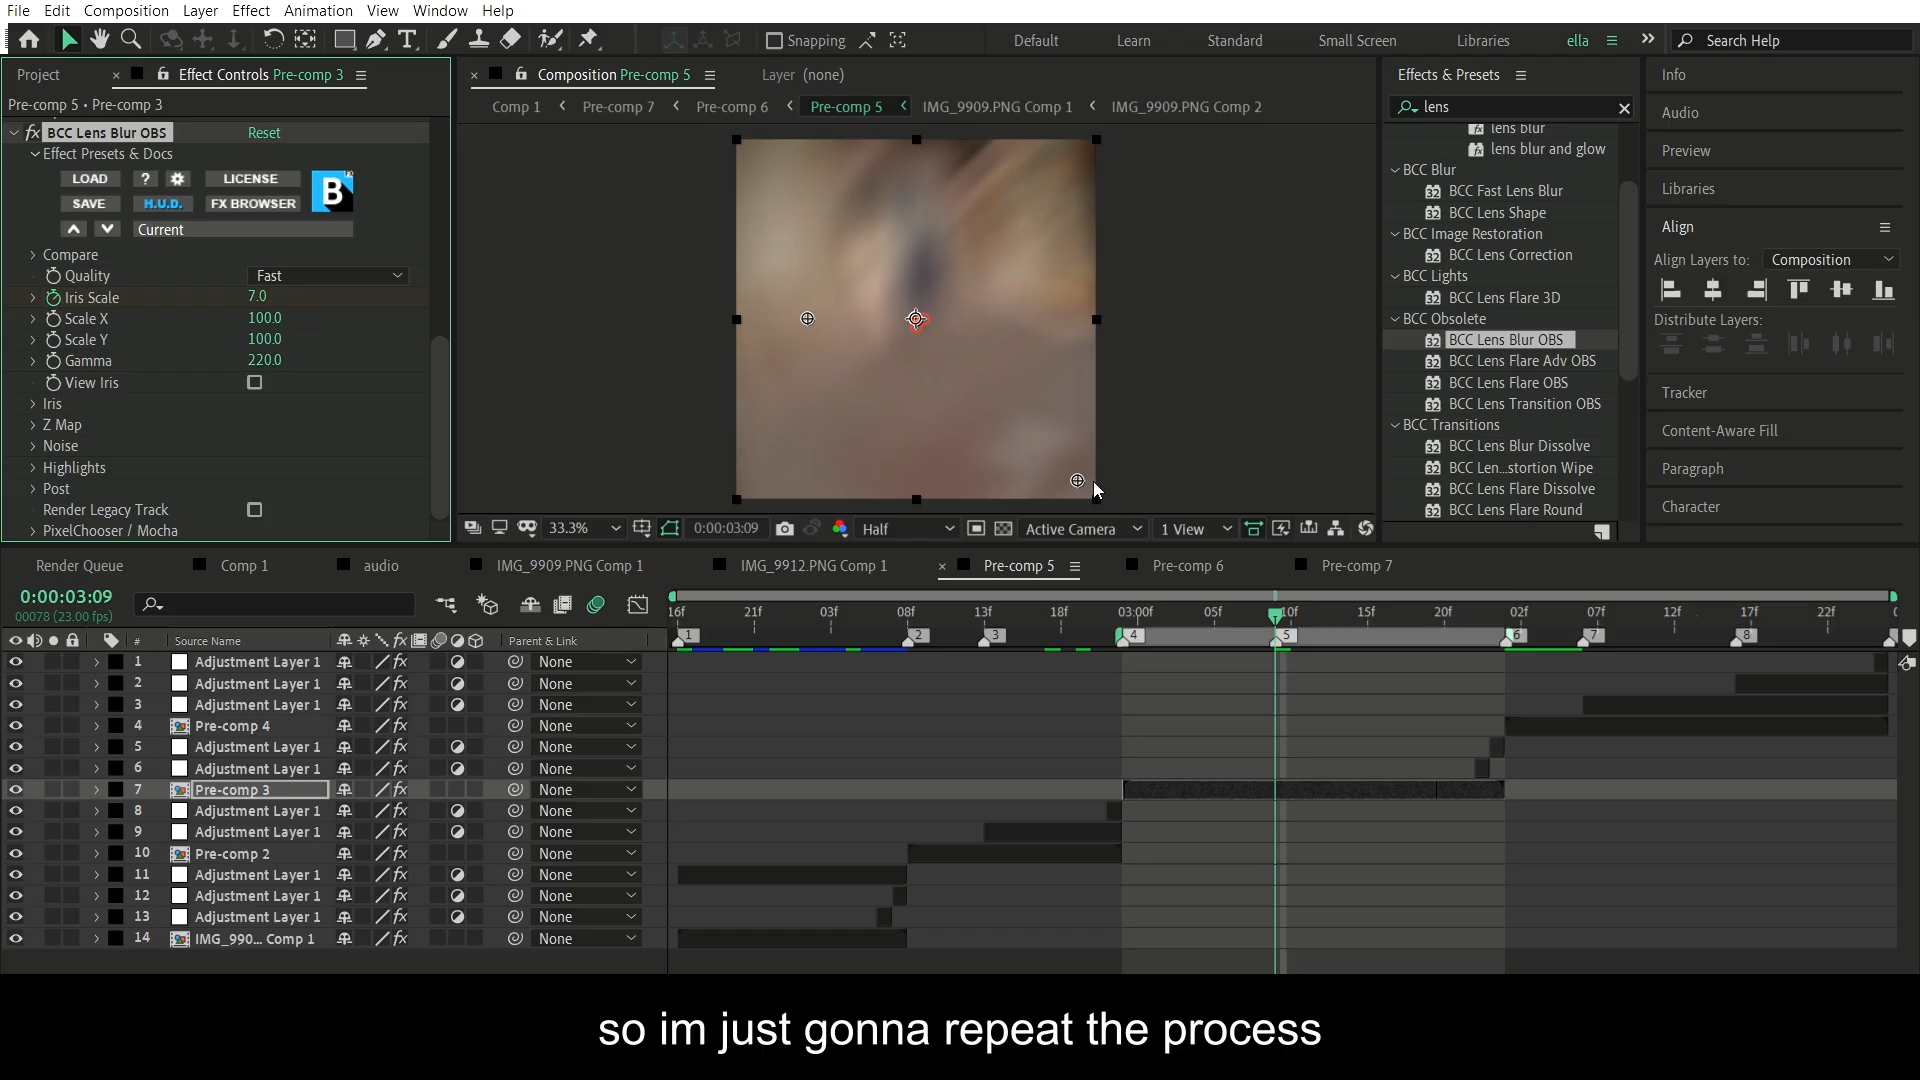 File Edit Composition Layer Effect Animation View Window Help
Snapping Default Learn Standard Small Screen Libraries ella Search Help
Project Effect Controls Pre-comp 3
Pre-comp 5 • Pre-comp 3
fx BCC Lens Blur OBS Reset
Effect Presets & Docs
LOAD ? LICENSE
SAVE H.U.D. FX BROWSER
B
Current
Compare
Quality Fast
Iris Scale 7.0
Scale X 100.0
Scale Y 100.0
Gamma 220.0
View Iris
Iris
Z Map
Noise
Highlights
Post
Render Legacy Track
PixelChooser / Mocha
Composition Pre-comp 5 Layer (none)
Comp 1 Pre-comp 7 Pre-comp 6 Pre-comp 5 IMG_9909.PNG Comp 1 IMG_9909.PNG Comp 2
33.3% 0:00:03:09 Half Active Camera 1 View
Effects & Presets
lens
lens blur
lens blur and glow
BCC Blur
BCC Fast Lens Blur
BCC Lens Shape
BCC Image Restoration
BCC Lens Correction
BCC Lights
BCC Lens Flare 3D
BCC Obsolete
BCC Lens Blur OBS
BCC Lens Flare Adv OBS
BCC Lens Flare OBS
BCC Lens Transition OBS
BCC Transitions
BCC Lens Blur Dissolve
BCC Len...stortion Wipe
BCC Lens Flare Dissolve
BCC Lens Flare Round
Info
Audio
Preview
Libraries
Align
Align Layers to: Composition
Distribute Layers:
Tracker
Content-Aware Fill
Paragraph
Character
Render Queue Comp 1 audio IMG_9909.PNG Comp 1 IMG_9912.PNG Comp 1 Pre-comp 5 Pre-comp 6 Pre-comp 7
0:00:03:09
00078 (23.00 fps)
16f 21f 03f 08f 13f 18f 03:00f 05f 10f 15f 20f 02f 07f 12f 17f 22f
1 2 3 4 5 6 7 8
# Source Name Parent & Link
1 Adjustment Layer 1 None
2 Adjustment Layer 1 None
3 Adjustment Layer 1 None
4 Pre-comp 4 None
5 Adjustment Layer 1 None
6 Adjustment Layer 1 None
7 Pre-comp 3 None
8 Adjustment Layer 1 None
9 Adjustment Layer 1 None
10 Pre-comp 2 None
11 Adjustment Layer 1 None
12 Adjustment Layer 1 None
13 Adjustment Layer 1 None
14 IMG_990... Comp 1 None
so im just gonna repeat the process